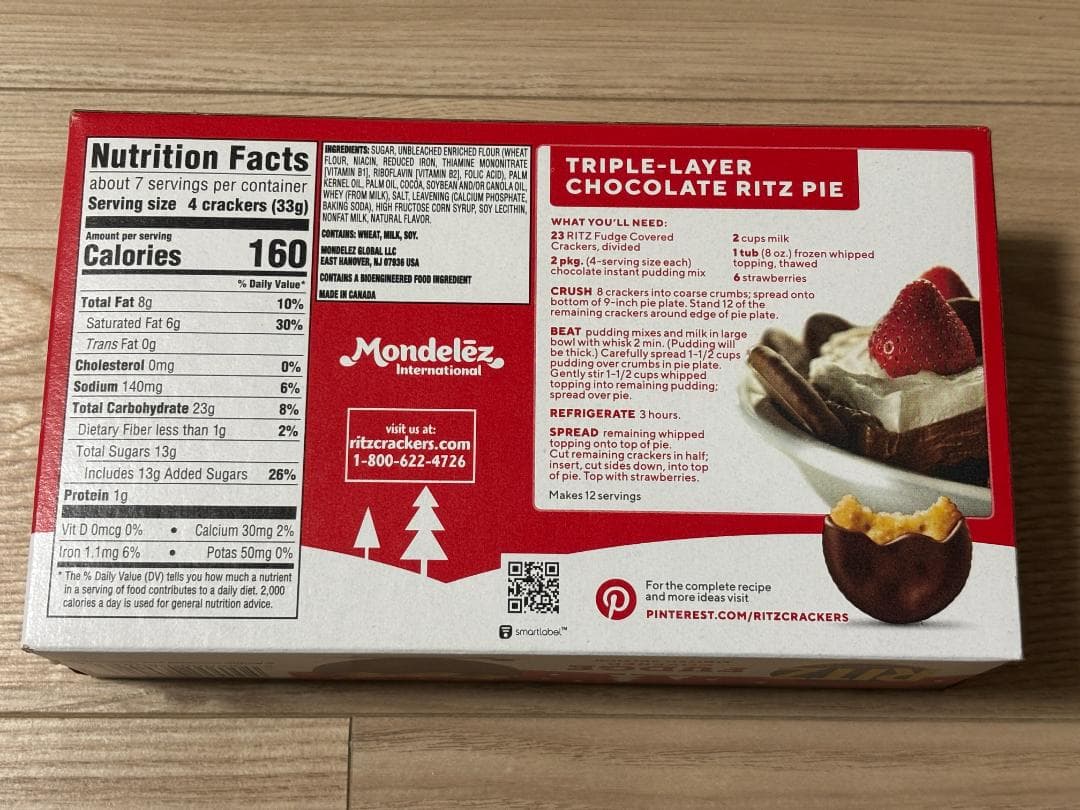 Nutrition Facts
about 7 servings per container
Serving size 4 crackers (33g)
Amount per serving
Calories 160
% Daily Value*
Total Fat 8g 10%
Saturated Fat 6g 30%
Trans Fat 0g
Cholesterol 0mg 0%
Sodium 140mg 6%
Total Carbohydrate 23g 8%
Dietary Fiber less than 1g 2%
Total Sugars 13g
Includes 13g Added Sugars 26%
Protein 1g
Vit D 0mcg 0% • Calcium 30mg 2%
Iron 1.1mg 6% • Potas 50mg 0%
* The % Daily Value (DV) tells you how much a nutrient
in a serving of food contributes to a daily diet. 2,000
calories a day is used for general nutrition advice.
INGREDIENTS: SUGAR, UNBLEACHED ENRICHED FLOUR (WHEAT
FLOUR, NIACIN, REDUCED IRON, THIAMINE MONONITRATE
[VITAMIN B1], RIBOFLAVIN [VITAMIN B2], FOLIC ACID), PALM
KERNEL OIL, PALM OIL, COCOA, SOYBEAN AND/OR CANOLA OIL,
WHEY (FROM MILK), SALT, LEAVENING (CALCIUM PHOSPHATE,
BAKING SODA), HIGH FRUCTOSE CORN SYRUP, SOY LECITHIN,
NONFAT MILK, NATURAL FLAVOR.
CONTAINS: WHEAT, MILK, SOY.
MONDELĒZ GLOBAL LLC
EAST HANOVER, NJ 07936 USA
CONTAINS A BIOENGINEERED FOOD INGREDIENT
MADE IN CANADA
Mondelēz
International
visit us at:
ritzcrackers.com
1-800-622-4726
smartlabel™
TRIPLE-LAYER
CHOCOLATE RITZ PIE
WHAT YOU'LL NEED:
23 RITZ Fudge Covered
Crackers, divided
2 pkg. (4-serving size each)
chocolate instant pudding mix
2 cups milk
1 tub (8 oz.) frozen whipped
topping, thawed
6 strawberries
CRUSH 8 crackers into coarse crumbs; spread onto
bottom of 9-inch pie plate. Stand 12 of the
remaining crackers around edge of pie plate.
BEAT pudding mixes and milk in large
bowl with whisk 2 min. (Pudding will
be thick.) Carefully spread 1-1/2 cups
pudding over crumbs in pie plate.
Gently stir 1-1/2 cups whipped
topping into remaining pudding;
spread over pie.
REFRIGERATE 3 hours.
SPREAD remaining whipped
topping onto top of pie.
Cut remaining crackers in half;
insert, cut sides down, into top
of pie. Top with strawberries.
Makes 12 servings
For the complete recipe
and more ideas visit
PINTEREST.COM/RITZCRACKERS
RITZ